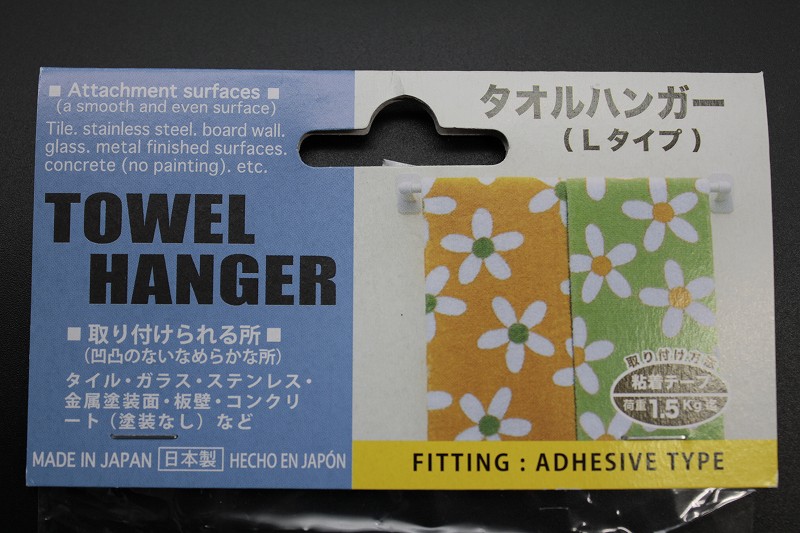 ■ Attachment surfaces ■
(a smooth and even surface)
Tile. stainless steel. board wall.
glass. metal finished surfaces.
concrete (no painting). etc.
TOWEL
HANGER
■ 取り付けられる所 ■
(凹凸のないなめらかな所)
タイル・ガラス・ステンレス・
金属塗装面・板壁・コンクリ
ート(塗装なし)など
MADE IN JAPAN 日本製 HECHO EN JAPÓN
タオルハンガー
(Lタイプ)
取り付け方法
粘着テープ
荷重1.5Kgまで
FITTING : ADHESIVE TYPE